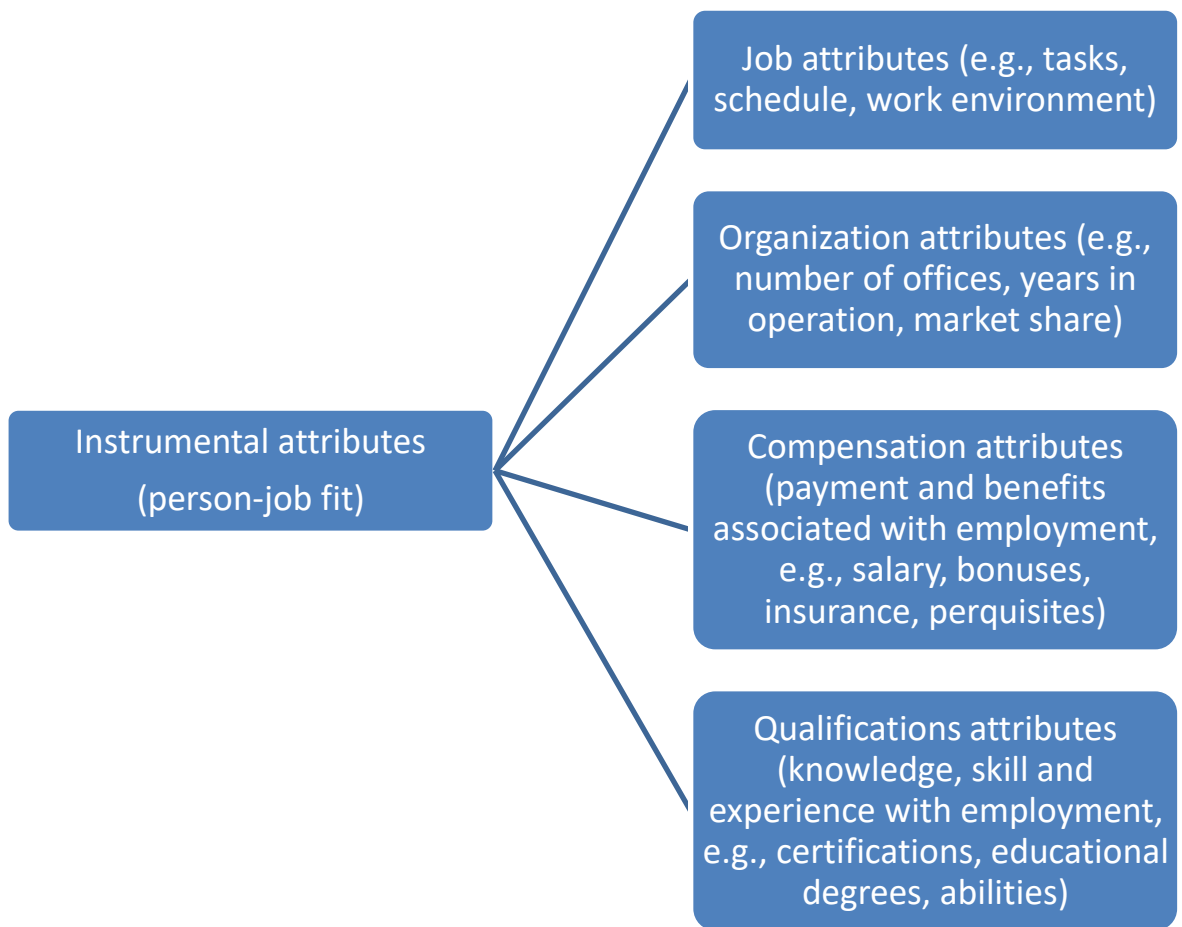 Job attributes (e.g., tasks,
schedule, work environment)
Organization attributes (e.g.,
number of offices, years in
operation, market share)
Instrumental attributes
(person-job fit)
Compensation attributes
(payment and benefits
associated with employment,
e.g., salary, bonuses,
insurance, perquisites)
Qualifications attributes
(knowledge, skill and
experience with employment,
e.g., certifications, educational
degrees, abilities)